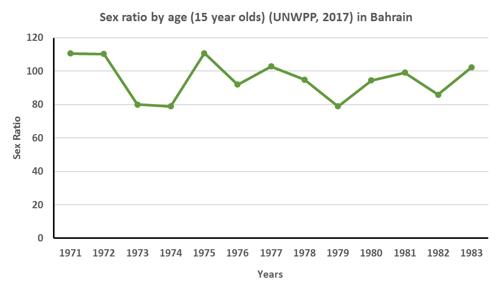 Sex ratio by age (15 year olds) (UNWPP, 2017) in Bahrain
120
100
80
60
40
20
0
Sex Ratio
1971 1972 1973 1974 1975 1976 1977 1978 1979 1980 1981 1982 1983
Years